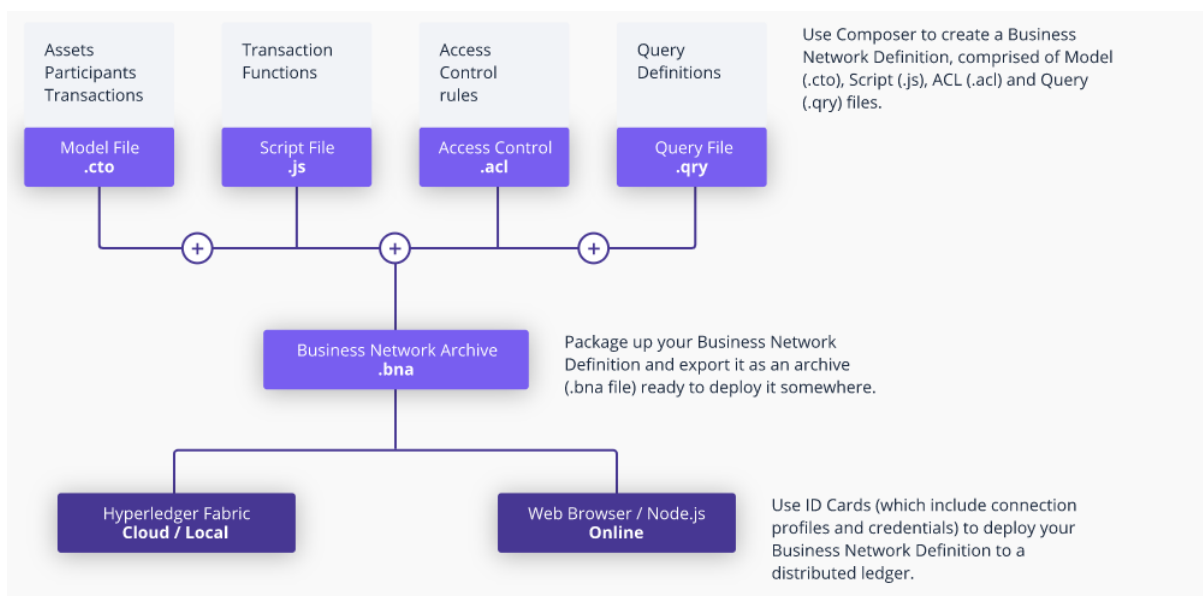 Assets
Participants
Transactions
Transaction
Functions
Access
Control
rules
Query
Definitions
Use Composer to create a Business
Network Definition, comprised of Model
(.cto), Script (.js), ACL (.acl) and Query
(.qry) files.
Model File
.cto
Script File
.js
Access Control
.acl
Query File
.qry
+
+
+
Business Network Archive
.bna
Package up your Business Network
Definition and export it as an archive
(.bna file) ready to deploy it somewhere.
Hyperledger Fabric
Cloud / Local
Web Browser / Node.js
Online
Use ID Cards (which include connection
profiles and credentials) to deploy your
Business Network Definition to a
distributed ledger.